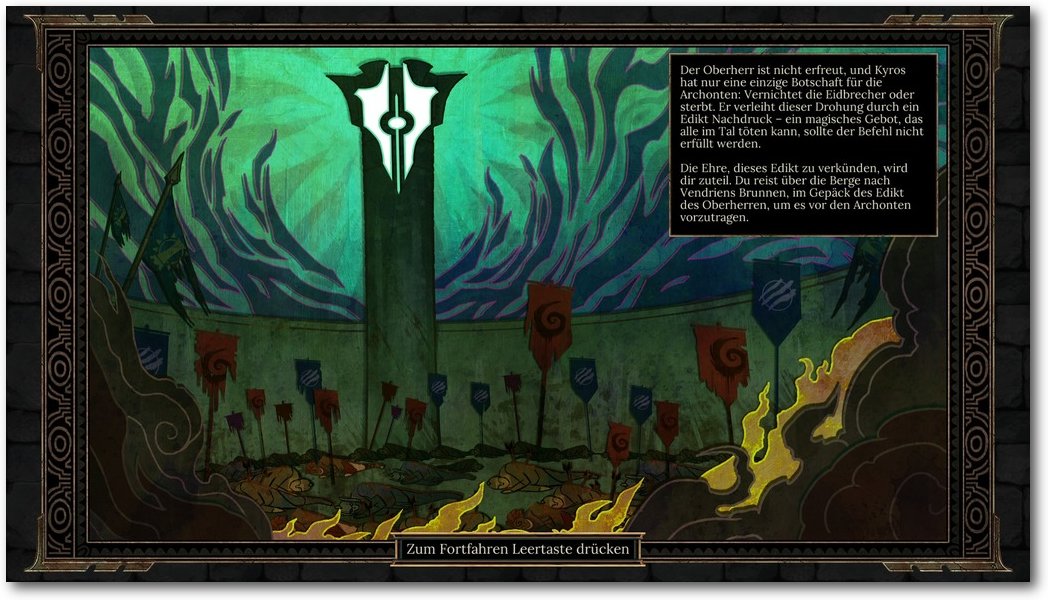 Der Oberherr ist nicht erfreut, und Kyros
hat nur eine einzige Botschaft für die
Archonten: Vernichtet die Eidbrecher oder
sterbt. Er verleiht dieser Drohung durch ein
Edikt Nachdruck – ein magisches Gebot, das
alle im Tal töten kann, sollte der Befehl nicht
erfüllt werden.
Die Ehre, dieses Edikt zu verkünden, wird
dir zuteil. Du reist über die Berge nach
Vendriens Brunnen, im Gepäck des Edikt
des Oberherren, um es vor den Archonten
vorzutragen.
Zum Fortfahren Leertaste drücken